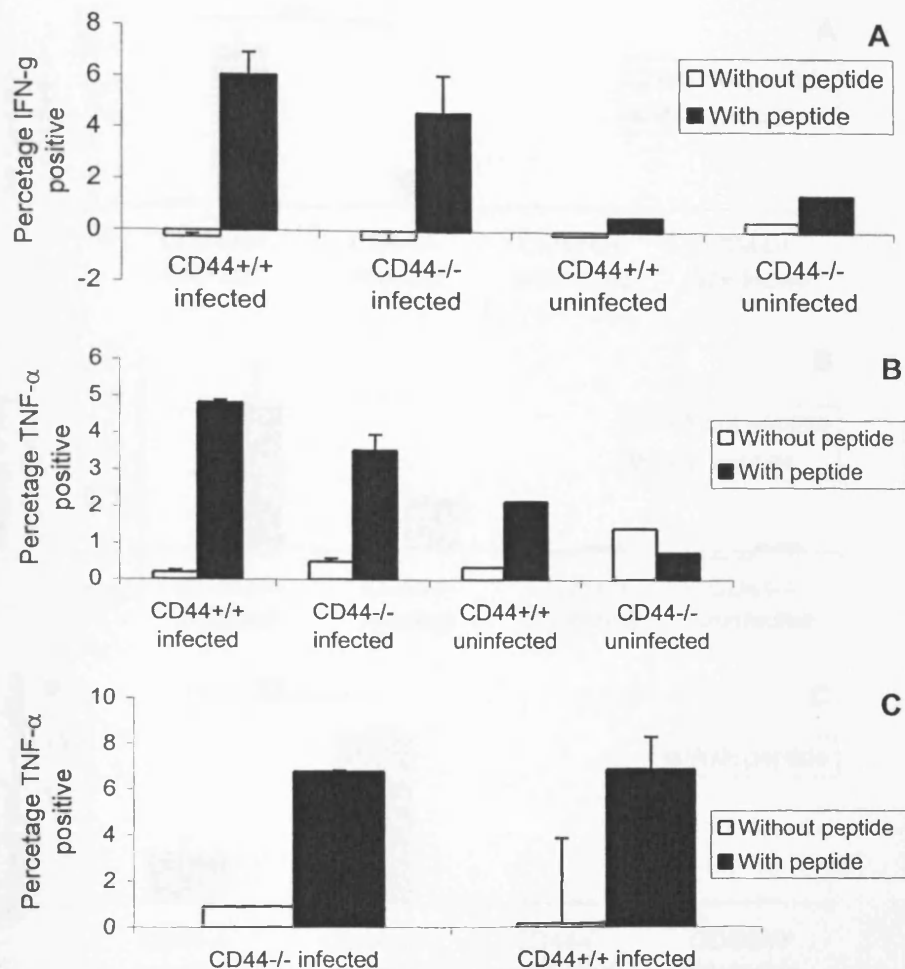 A
Percetage IFN-g
positive
8
6
4
2
0
-2
Without peptide
With peptide
CD44+/+
infected
CD44-/-
infected
CD44+/+
uninfected
CD44-/-
uninfected
B
Percetage TNF-α
positive
6
5
4
3
2
1
0
Without peptide
With peptide
CD44+/+
infected
CD44-/-
infected
CD44+/+
uninfected
CD44-/-
uninfected
C
Percetage TNF-α
positive
10
8
6
4
2
0
Without peptide
With peptide
CD44-/- infected
CD44+/+ infected